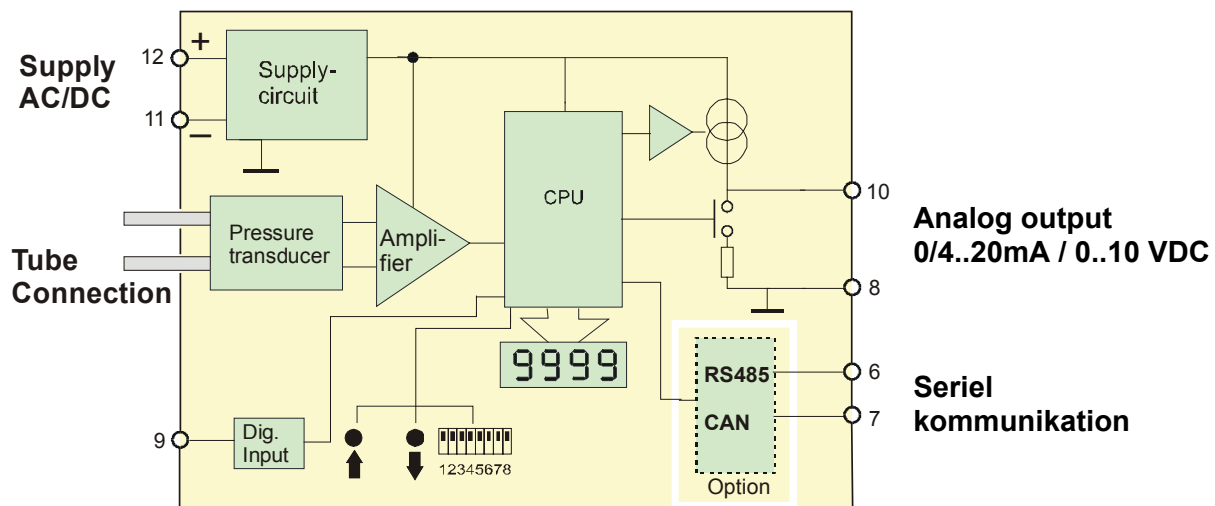 Supply
AC/DC
12
+
11
−
Supply-
circuit
Tube
Connection
Pressure
transducer
Ampli-
fier
CPU
10
Analog output
0/4..20mA / 0..10 VDC
8
9999
RS485
CAN
Option
6
7
Seriel
kommunikation
9
Dig.
Input
12345678